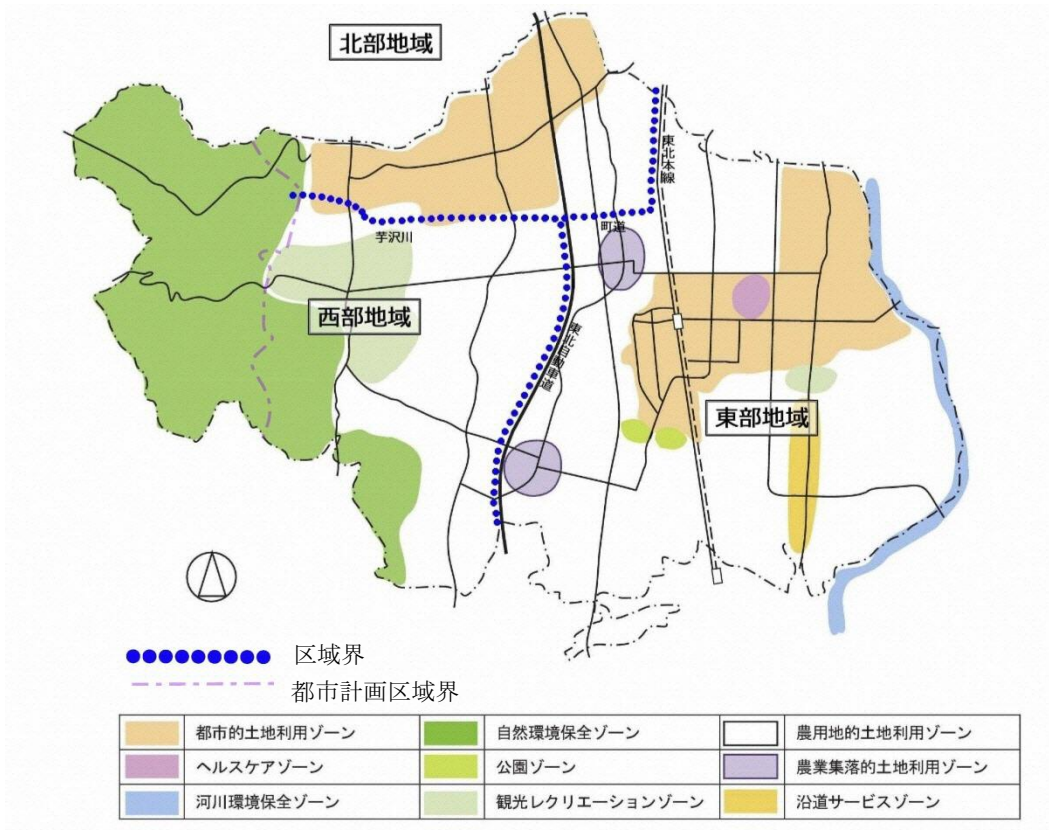 北部地域
東北本線
芋沢川
町道
西部地域
東北自動車道
東部地域
区域界
都市計画区域界
都市的土地利用ゾーン
自然環境保全ゾーン
農用地的土地利用ゾーン
ヘルスケアゾーン
公園ゾーン
農業集落的土地利用ゾーン
河川環境保全ゾーン
観光レクリエーションゾーン
沿道サービスゾーン